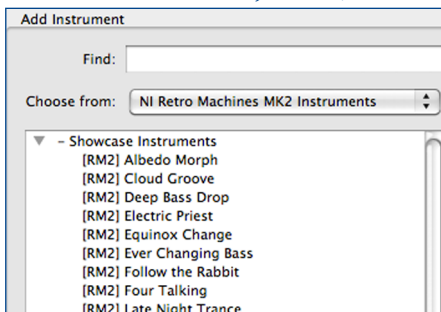 Add Instrument
Find:
Choose from: NI Retro Machines MK2 Instruments
– Showcase Instruments
[RM2] Albedo Morph
[RM2] Cloud Groove
[RM2] Deep Bass Drop
[RM2] Electric Priest
[RM2] Equinox Change
[RM2] Ever Changing Bass
[RM2] Follow the Rabbit
[RM2] Four Talking
[RM2] Late Night Trance